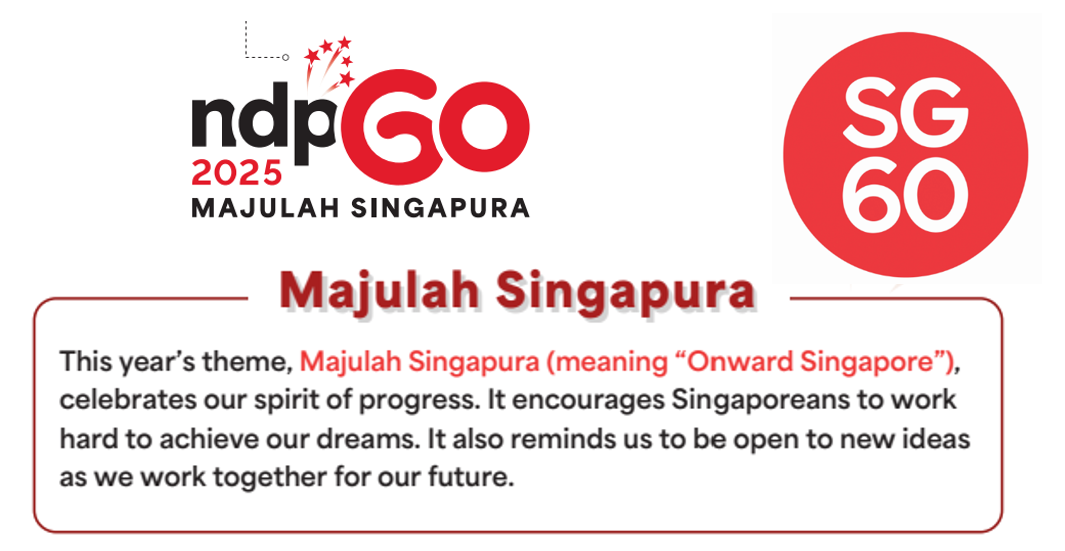 ndp60
2025
MAJULAH SINGAPURA
SG
60
Majulah Singapura
This year’s theme, Majulah Singapura (meaning “Onward Singapore”),
celebrates our spirit of progress. It encourages Singaporeans to work
hard to achieve our dreams. It also reminds us to be open to new ideas
as we work together for our future.